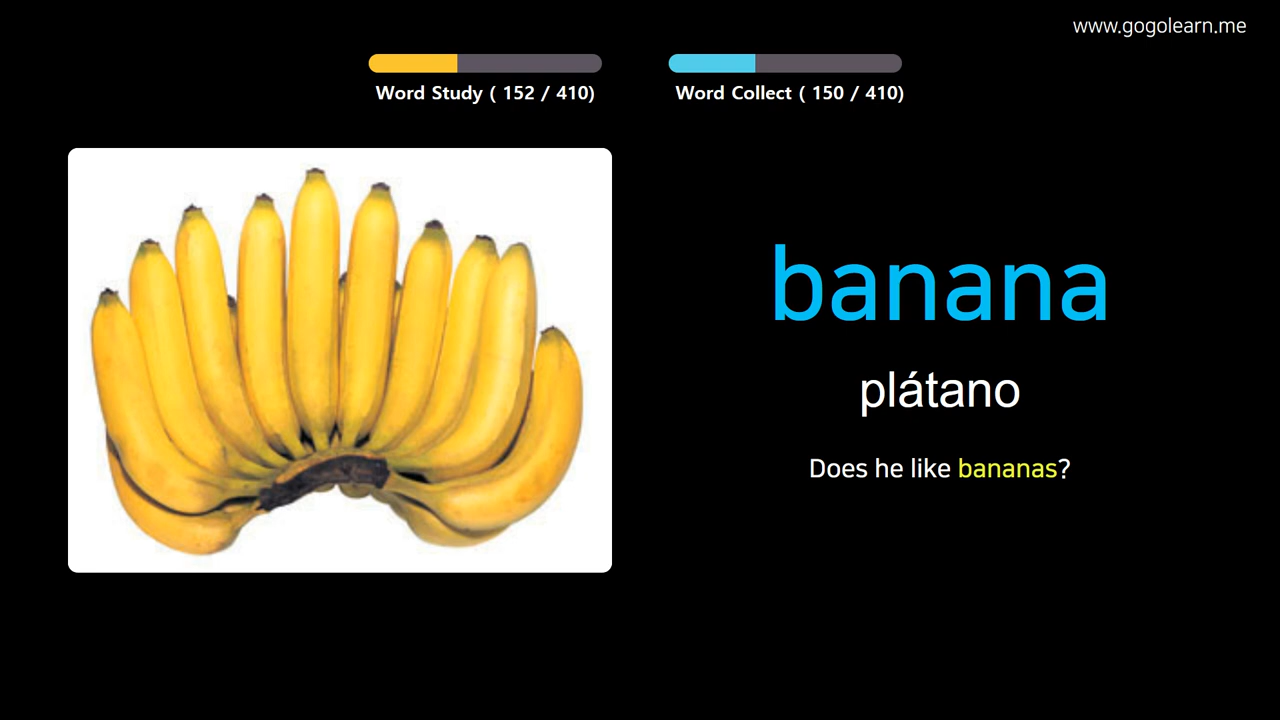 www.gogolearn.me
Word Study ( 152 / 410)
Word Collect ( 150 / 410)
banana
plátano
Does he like bananas?